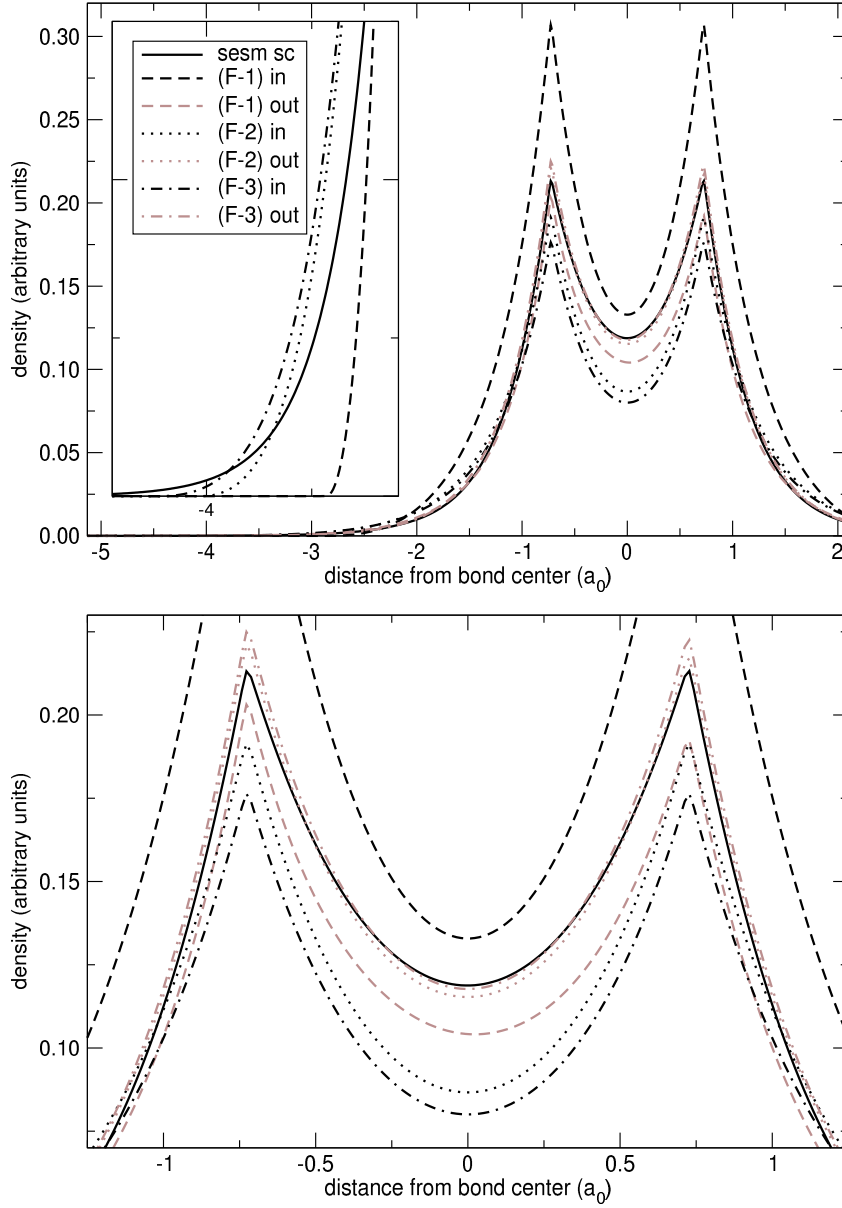 0.30
0.25
0.20
0.15
0.10
0.05
0.00
density (arbitrary units)
sesm sc
(F-1) in
(F-1) out
(F-2) in
(F-2) out
(F-3) in
(F-3) out
-4
-5 -4 -3 -2 -1 0 1 2
distance from bond center (a0)
0.20
0.15
0.10
density (arbitrary units)
-1 -0.5 0 0.5 1
distance from bond center (a0)